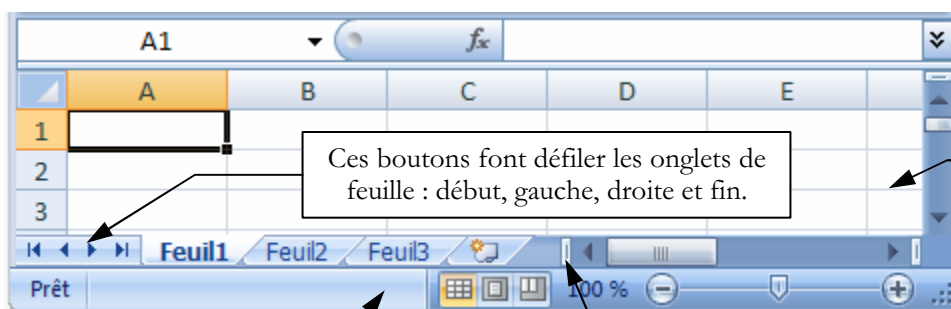 A1 fx
A B C D E
1
2
3
Ces boutons font défiler les onglets de
feuille : début, gauche, droite et fin.
Feuil1 Feuil2 Feuil3
Prêt 100 %